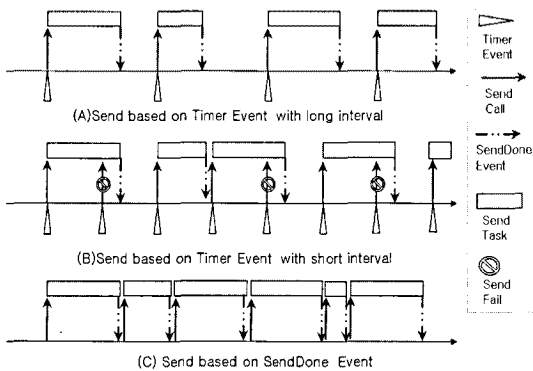 (A)Send based on Timer Event with long interval
(B)Send based on Timer Event with short interval
(C) Send based on SendDone Event
Timer
Event
Send
Call
SendDone
Event
Send
Task
Send
Fail